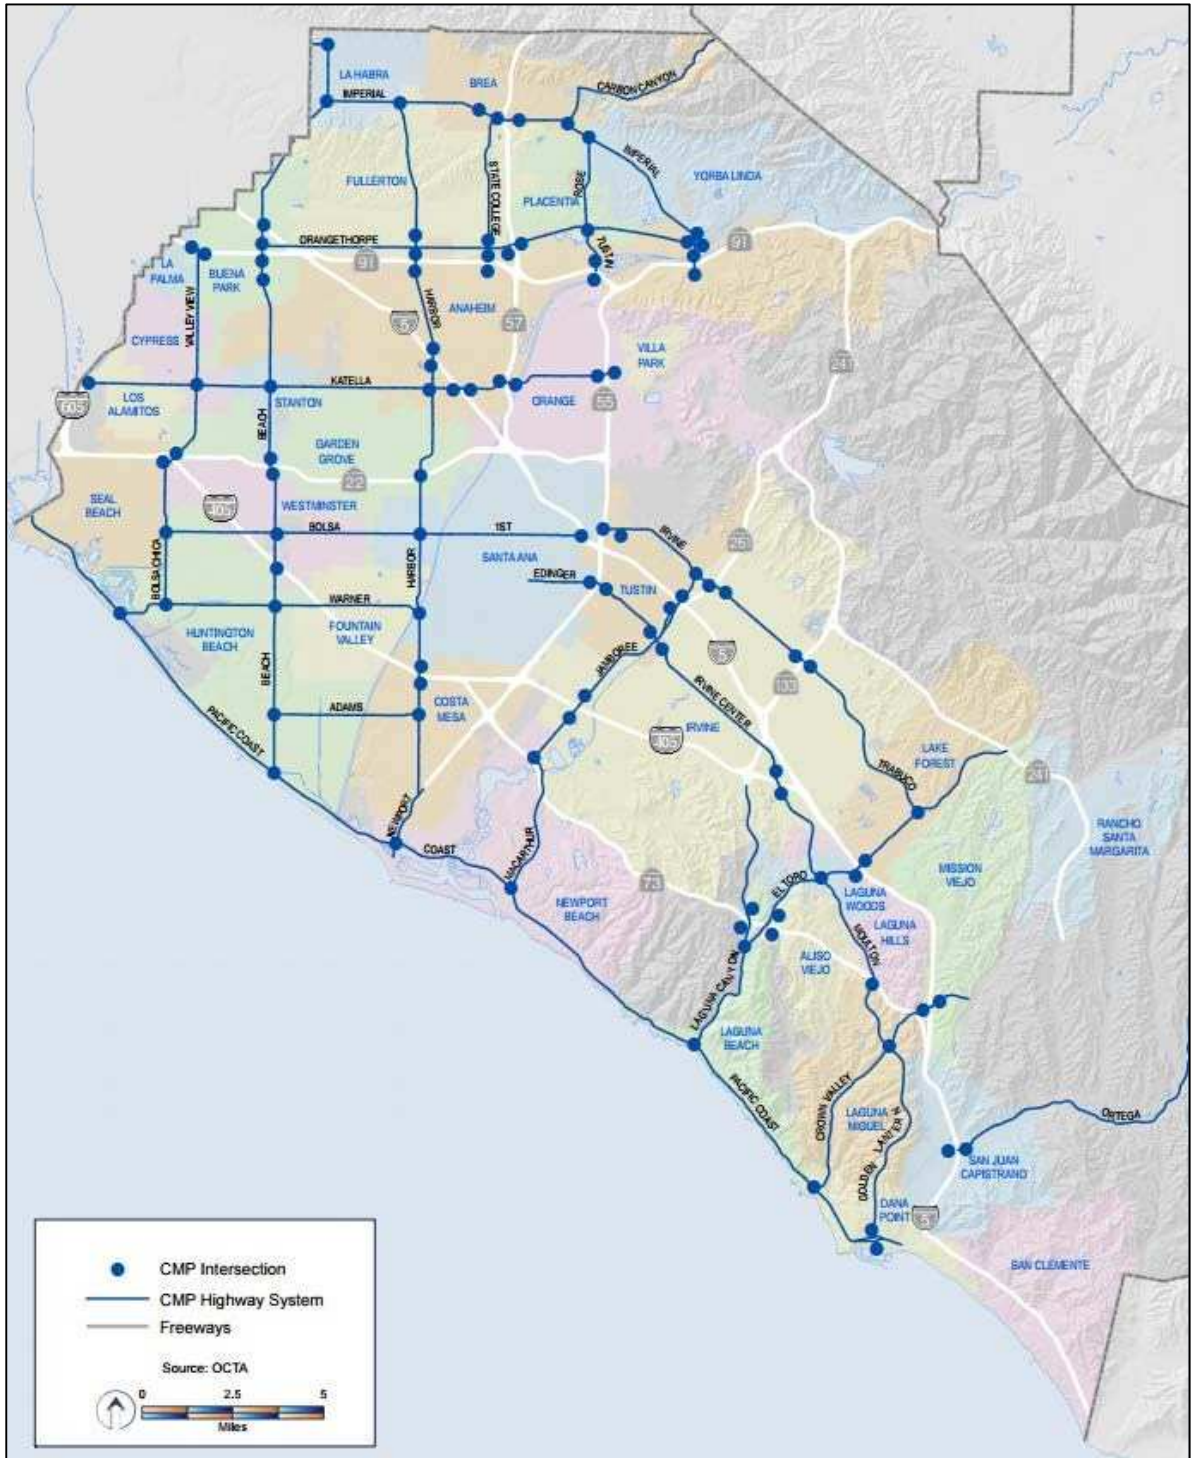 LA HABRA
BREA
CARBON CANYON
IMPERIAL
IMPERIAL
STATE COLLEGE
FULLERTON
ROSE
YORBA LINDA
PLACENTIA
ORANGETHORPE
TUSTIN
91
91
LA
PALMA
BUENA
PARK
VALLEY VIEW
HARBOR
ANAHEIM
5
57
CYPRESS
VILLA
PARK
241
KATELLA
605
LOS
ALAMITOS
STANTON
ORANGE
55
BEACH
GARDEN
GROVE
22
SEAL
BEACH
405
WESTMINSTER
BOLSA
1ST
IRVINE
261
SANTA ANA
BOLSA CHICA
HARBOR
EDINGER
TUSTIN
WARNER
FOUNTAIN
VALLEY
HUNTINGTON
BEACH
JAMBOREE
5
BEACH
133
IRVINE CENTER
ADAMS
COSTA
MESA
PACIFIC COAST
IRVINE
405
LAKE
FOREST
TRABUCO
241
NEWPORT
COAST
MACARTHUR
RANCHO
SANTA
MARGARITA
MISSION
VIEJO
73
EL TORO
LAGUNA
WOODS
NEWPORT
BEACH
LAGUNA
HILLS
MOULTON
ALISO
VIEJO
LAGUNA CANYON
LAGUNA
BEACH
PACIFIC COAST
CROWN VALLEY
LAGUNA
NIGUEL
GOLDEN LANTERN
ORTEGA
SAN JUAN
CAPISTRANO
DANA
POINT
5
SAN CLEMENTE
CMP Intersection
CMP Highway System
Freeways
Source: OCTA
0 2.5 5
Miles